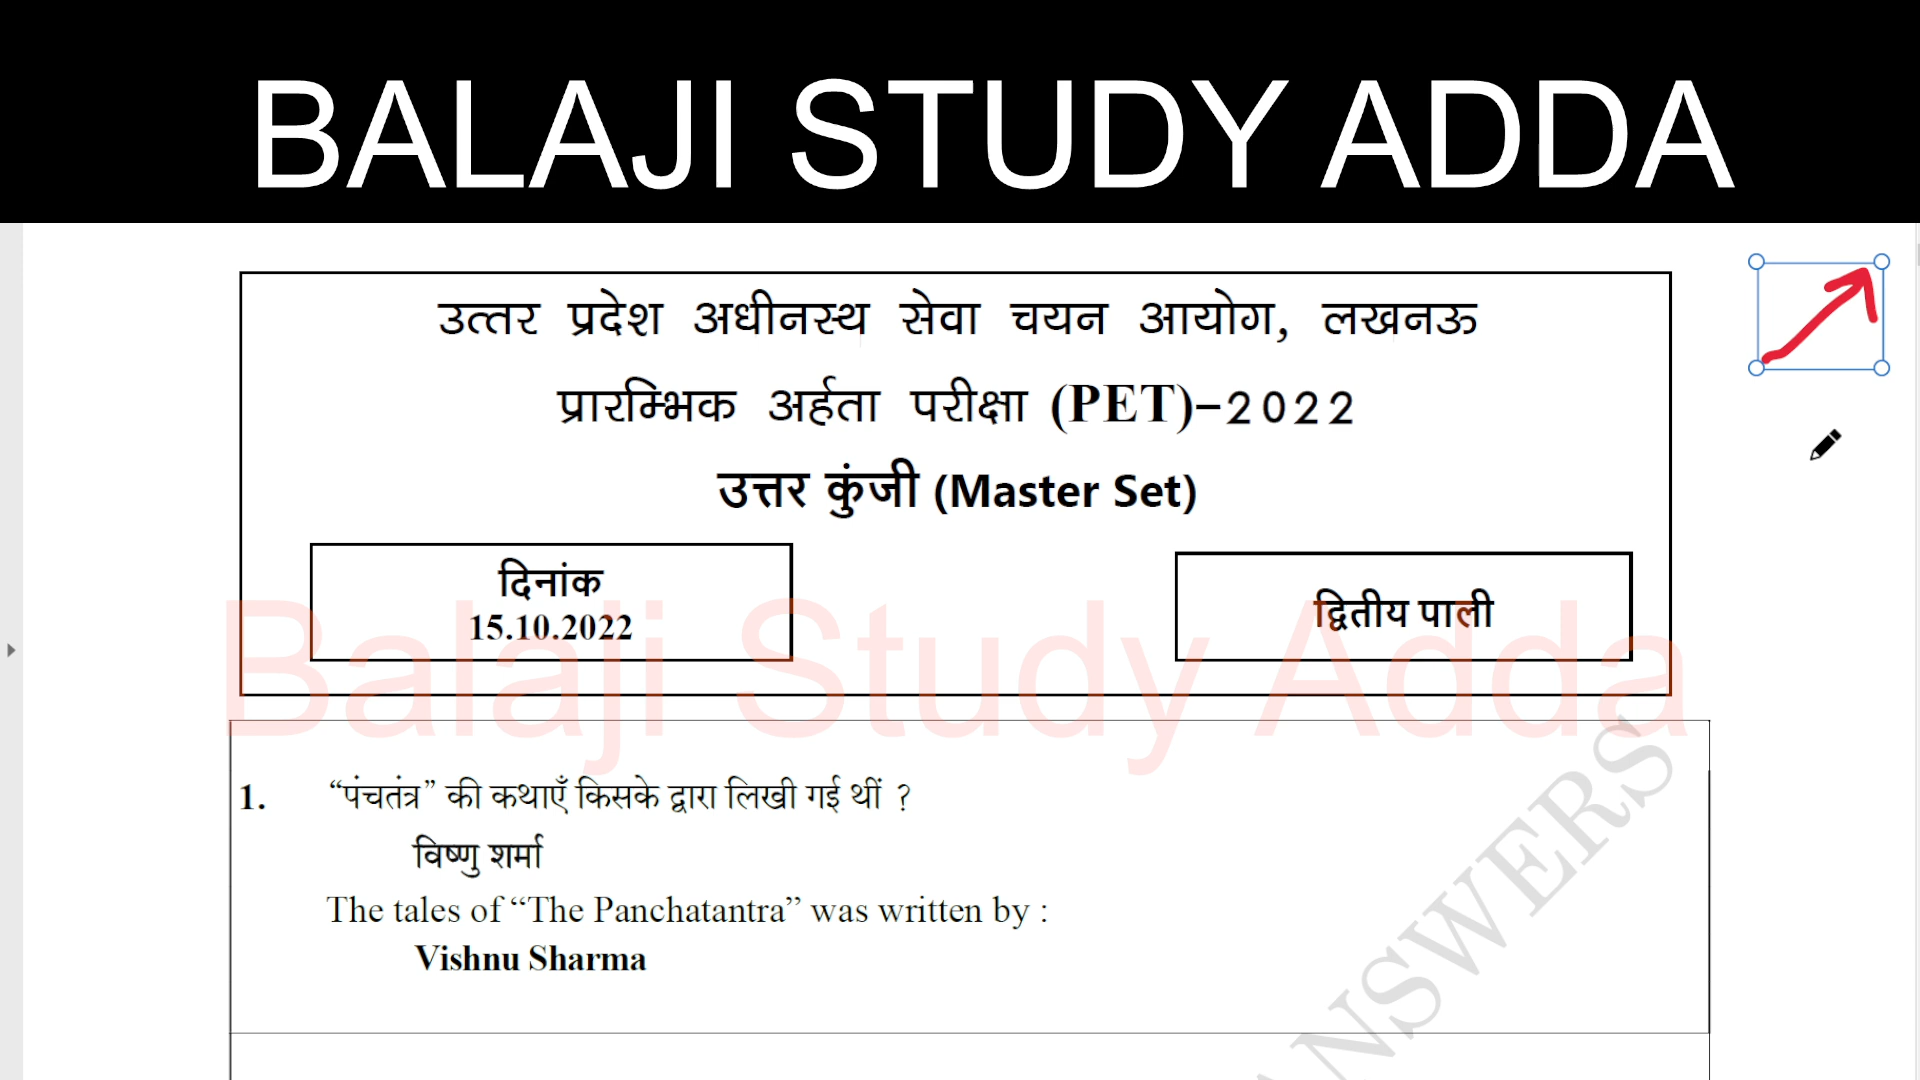 BALAJI STUDY ADDA
उत्तर प्रदेश अधीनस्थ सेवा चयन आयोग, लखनऊ
प्रारम्भिक अर्हता परीक्षा (PET)–2022
उत्तर कुंजी (Master Set)
दिनांक
15.10.2022
द्वितीय पाली
Balaji Study Adda
1. “पंचतंत्र” की कथाएँ किसके द्वारा लिखी गई थीं ?
विष्णु शर्मा
The tales of “The Panchatantra” was written by :
Vishnu Sharma